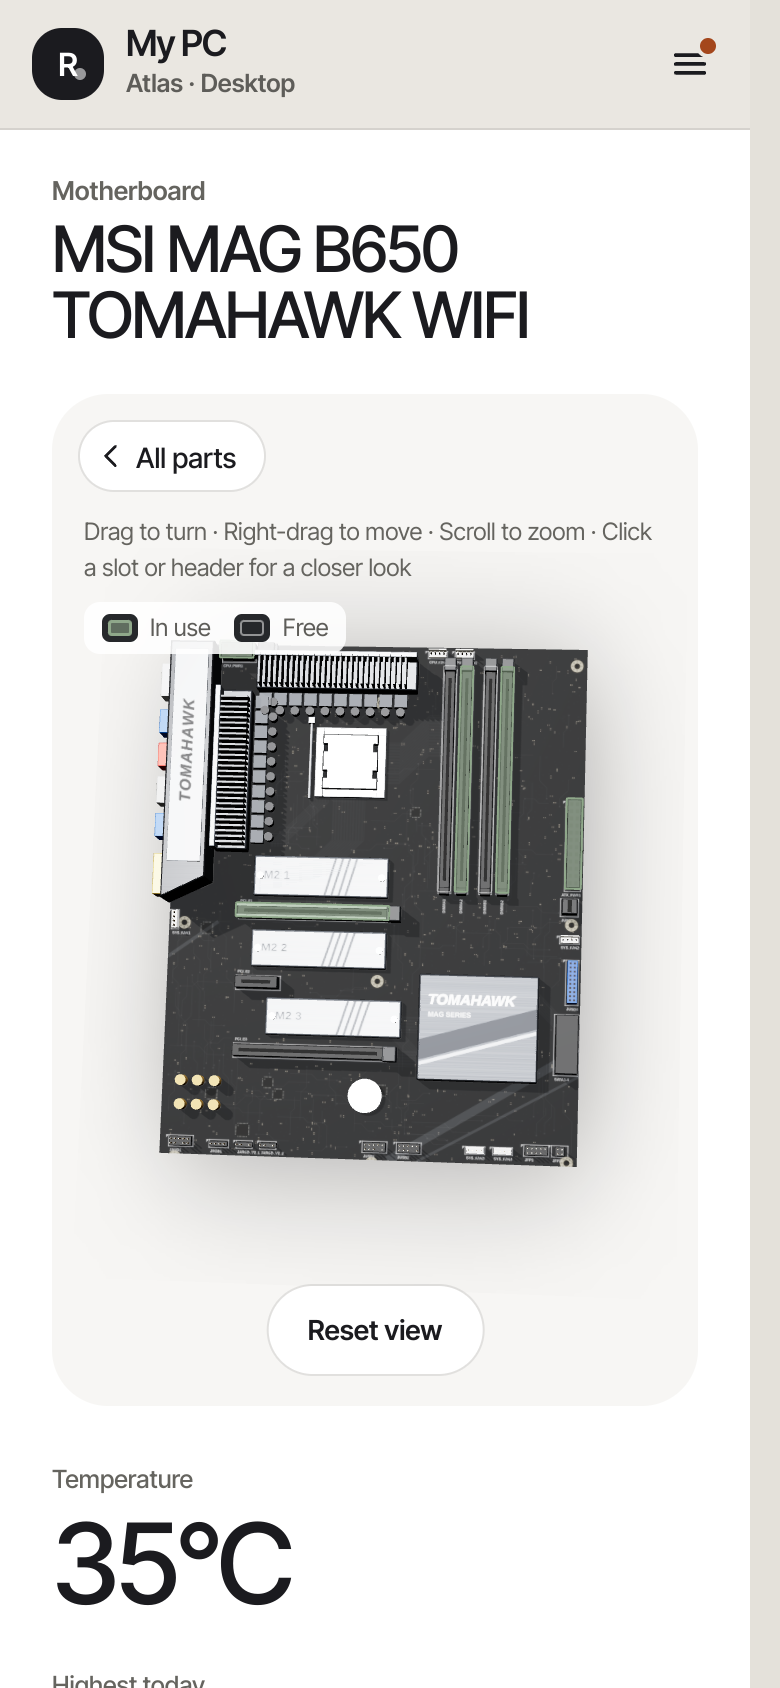 R
My PC
Atlas · Desktop
Motherboard
MSI MAG B650
TOMAHAWK WIFI
All parts
Drag to turn · Right-drag to move · Scroll to zoom · Click
a slot or header for a closer look
In use
Free
TOMAHAWK
M2 1
M2 2
M2 3
TOMAHAWK
MAG SERIES
Reset view
Temperature
35°C
Highest today